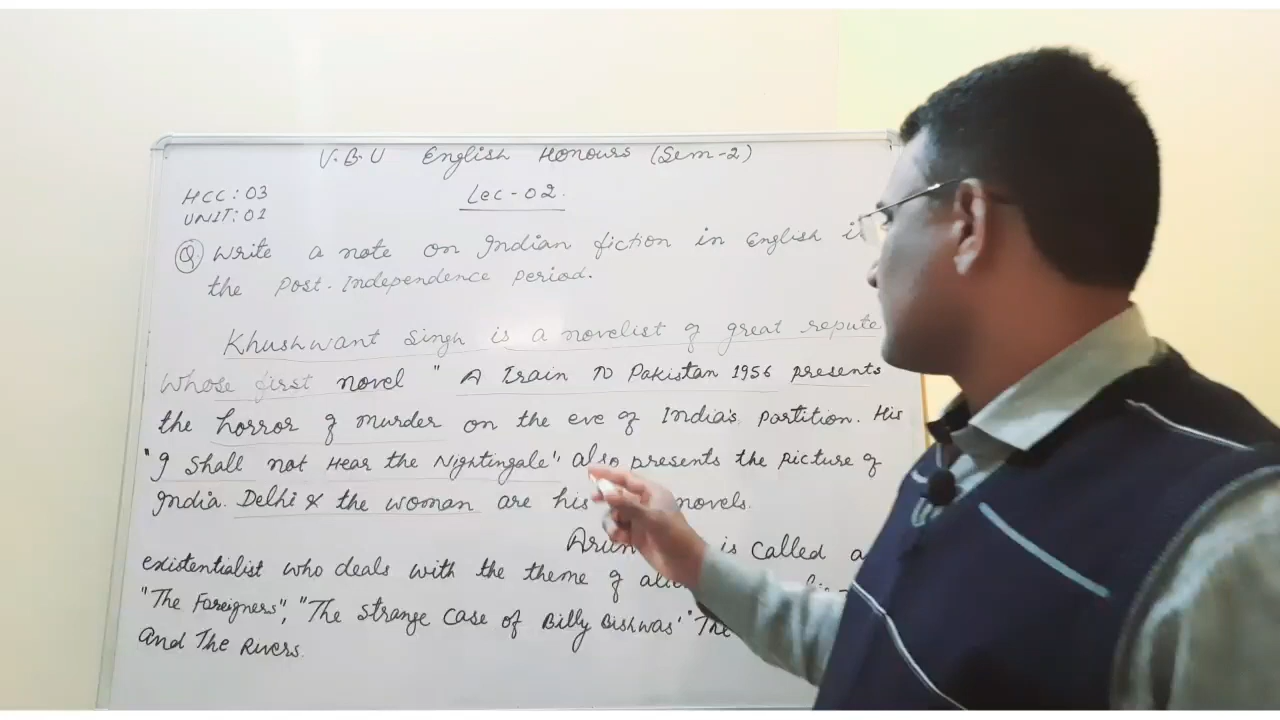 V.B.U English Honours (Sem-2)
HCC: 03
Lec-02.
UNIT: 01
Q Write a note on Indian fiction in English
the Post-Independence Period.
Khushwant Singh is a novelist of great repute
Whose first novel " A Train To Pakistan 1956 presents
the horror of murder on the eve of India's Partition. His
"I Shall not Hear the Nightingale" also presents the picture of
India. Delhi & the woman are his novels.
Arun is called
existentialist who deals with the theme of
"The Foreigners", "The Strange Case of Billy Bishwas" "The
and The Rivers.